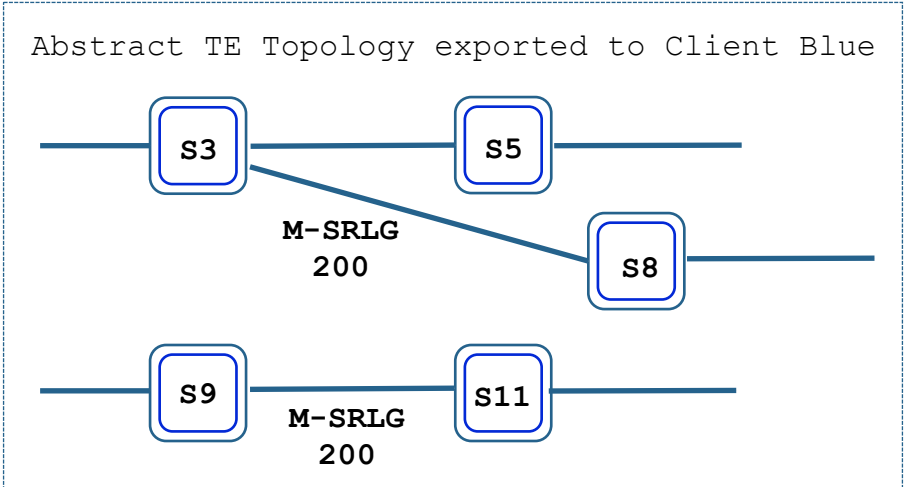 Abstract TE Topology exported to Client Blue
S3
S5
M-SRLG
200
S8
S9
S11
M-SRLG
200